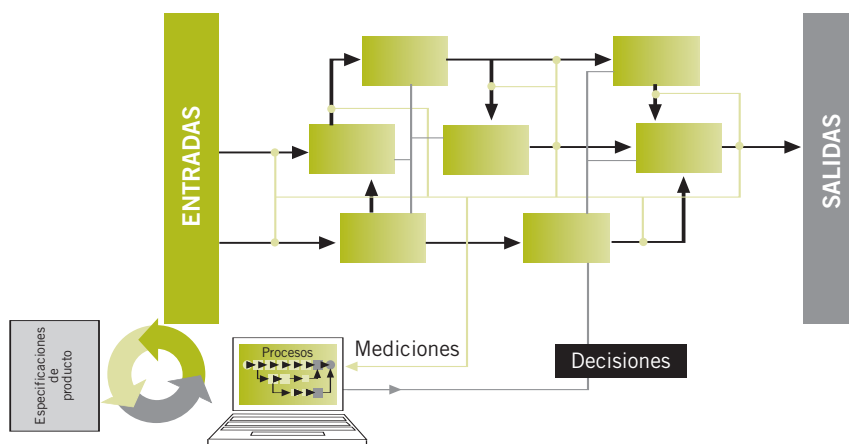 ENTRADAS
SALIDAS
Especificaciones
de
producto
Procesos
Mediciones
Decisiones